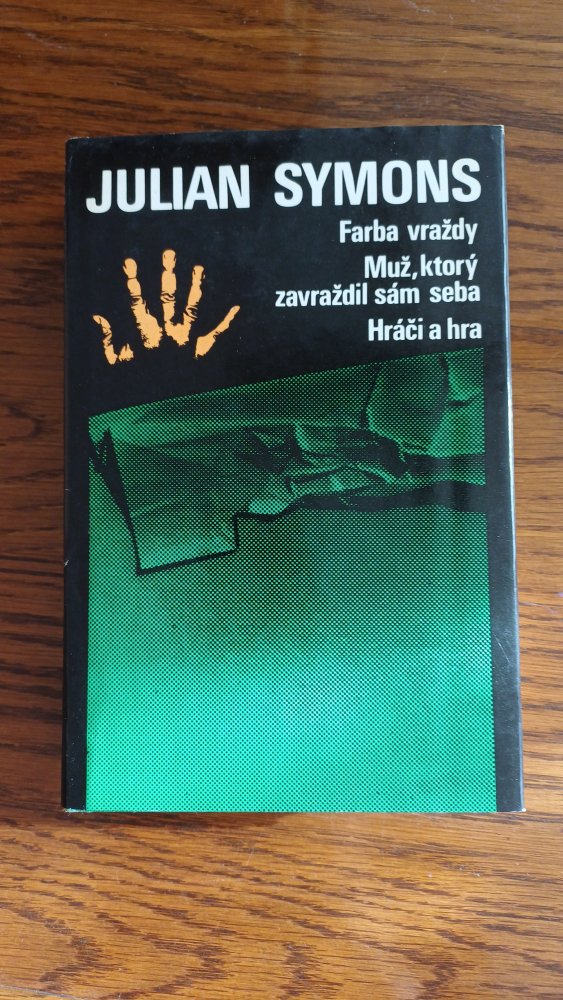 JULIAN SYMONS
Farba vraždy
Muž, ktorý
zavraždil sám seba
Hráči a hra